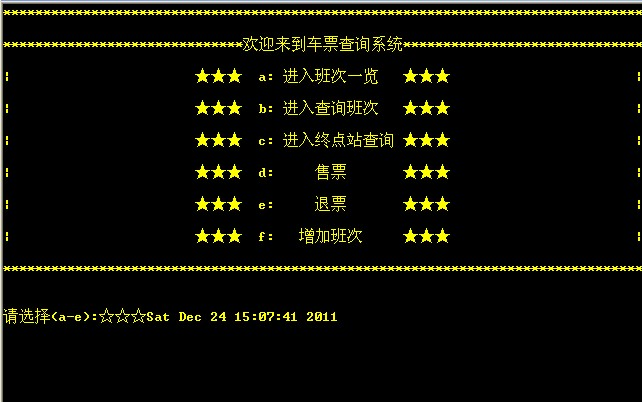 ********************************************************************************
******************************欢迎来到车票查询系统******************************
¦ ★★★ a: 进入班次一览 ★★★ ¦
¦ ★★★ b: 进入查询班次 ★★★ ¦
¦ ★★★ c: 进入终点站查询 ★★★ ¦
¦ ★★★ d: 售票 ★★★ ¦
¦ ★★★ e: 退票 ★★★ ¦
¦ ★★★ f: 增加班次 ★★★ ¦
********************************************************************************
请选择(a-e):☆☆☆Sat Dec 24 15:07:41 2011